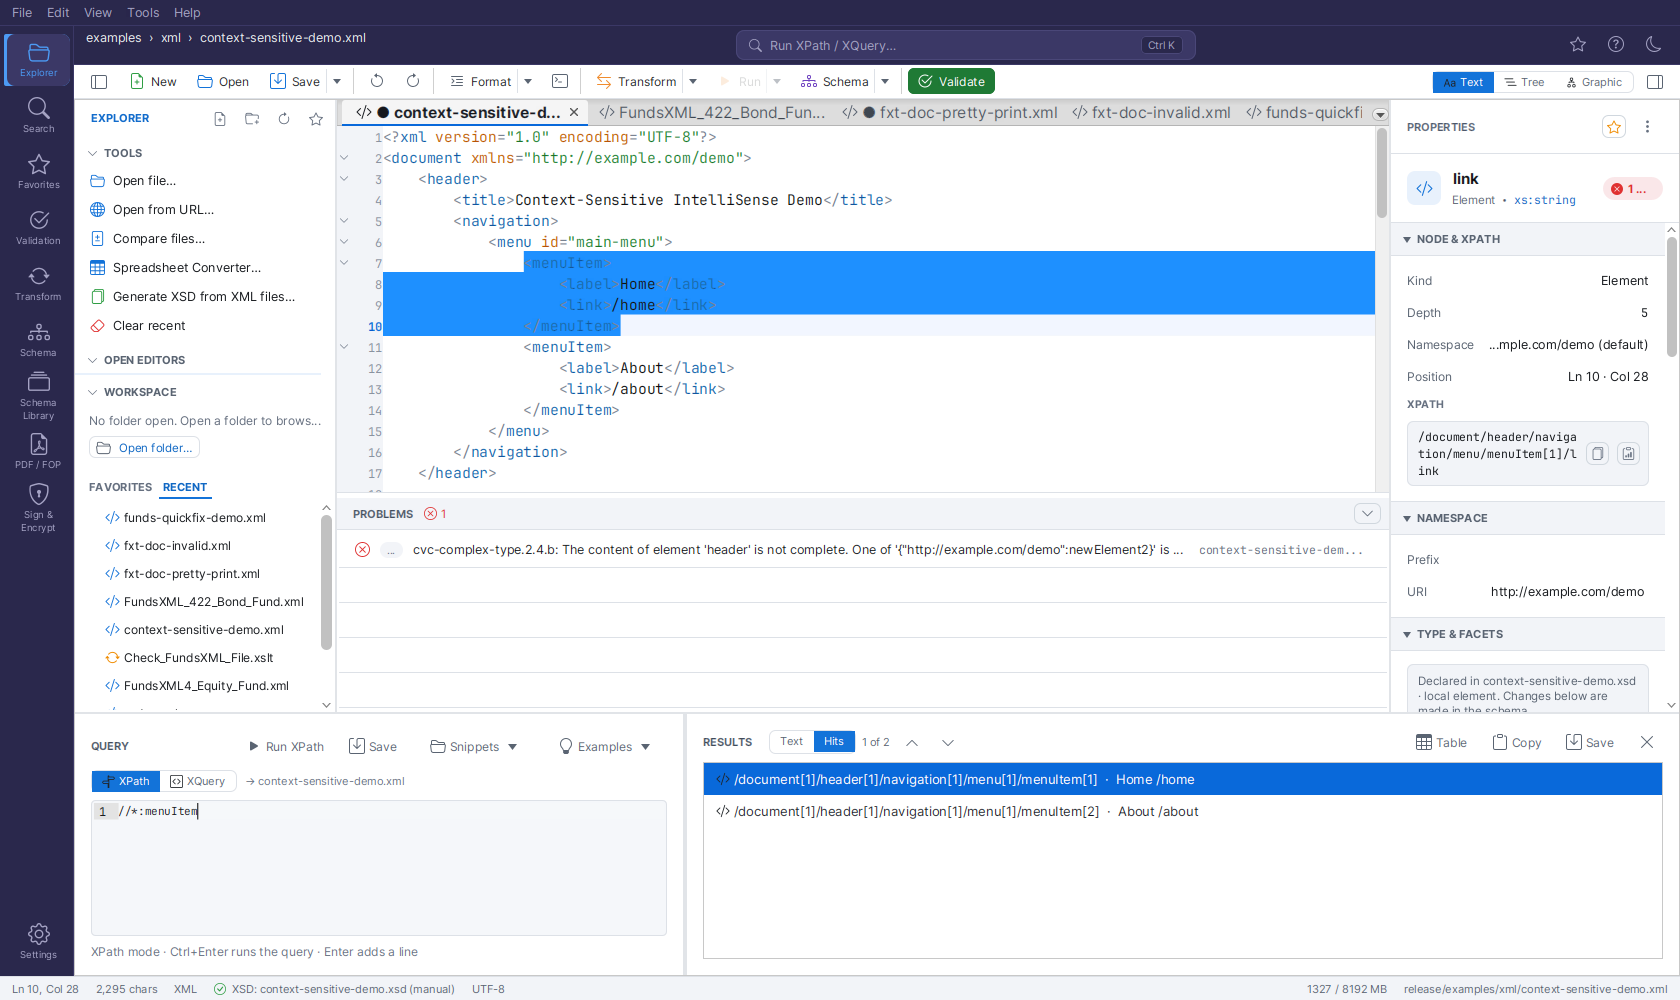 File Edit View Tools Help
examples › xml › context-sensitive-demo.xml
Run XPath / XQuery... Ctrl K
New Open Save Format Transform Run Schema Validate Text Tree Graphic
Explorer
Search
Favorites
Validation
Transform
Schema
Schema Library
PDF / FOP
Sign & Encrypt
Settings
EXPLORER
TOOLS
Open file...
Open from URL...
Compare files...
Spreadsheet Converter...
Generate XSD from XML files...
Clear recent
OPEN EDITORS
WORKSPACE
No folder open. Open a folder to brows...
Open folder...
FAVORITES RECENT
funds-quickfix-demo.xml
fxt-doc-invalid.xml
fxt-doc-pretty-print.xml
FundsXML_422_Bond_Fund.xml
context-sensitive-demo.xml
Check_FundsXML_File.xslt
FundsXML4_Equity_Fund.xml
context-sensitive-d... FundsXML_422_Bond_Fun... fxt-doc-pretty-print.xml fxt-doc-invalid.xml funds-quickfi
1 <?xml version="1.0" encoding="UTF-8"?>
2 <document xmlns="http://example.com/demo">
3 <header>
4 <title>Context-Sensitive IntelliSense Demo</title>
5 <navigation>
6 <menu id="main-menu">
7 <menuItem>
8 <label>Home</label>
9 <link>/home</link>
10 </menuItem>
11 <menuItem>
12 <label>About</label>
13 <link>/about</link>
14 </menuItem>
15 </menu>
16 </navigation>
17 </header>
PROBLEMS 1
... cvc-complex-type.2.4.b: The content of element 'header' is not complete. One of '{"http://example.com/demo":newElement2}' is ... context-sensitive-dem...
PROPERTIES
link
Element • xs:string
1 ...
NODE & XPATH
Kind Element
Depth 5
Namespace ...mple.com/demo (default)
Position Ln 10 · Col 28
XPATH
/document/header/naviga
tion/menu/menuItem[1]/l
ink
NAMESPACE
Prefix
URI http://example.com/demo
TYPE & FACETS
Declared in context-sensitive-demo.xsd
· local element. Changes below are
made in the schema
QUERY Run XPath Save Snippets Examples
XPath XQuery → context-sensitive-demo.xml
1 //*:menuItem
XPath mode · Ctrl+Enter runs the query · Enter adds a line
RESULTS Text Hits 1 of 2 Table Copy Save
/document[1]/header[1]/navigation[1]/menu[1]/menuItem[1] · Home /home
/document[1]/header[1]/navigation[1]/menu[1]/menuItem[2] · About /about
Ln 10, Col 28 2,295 chars XML XSD: context-sensitive-demo.xsd (manual) UTF-8 1327 / 8192 MB release/examples/xml/context-sensitive-demo.xml